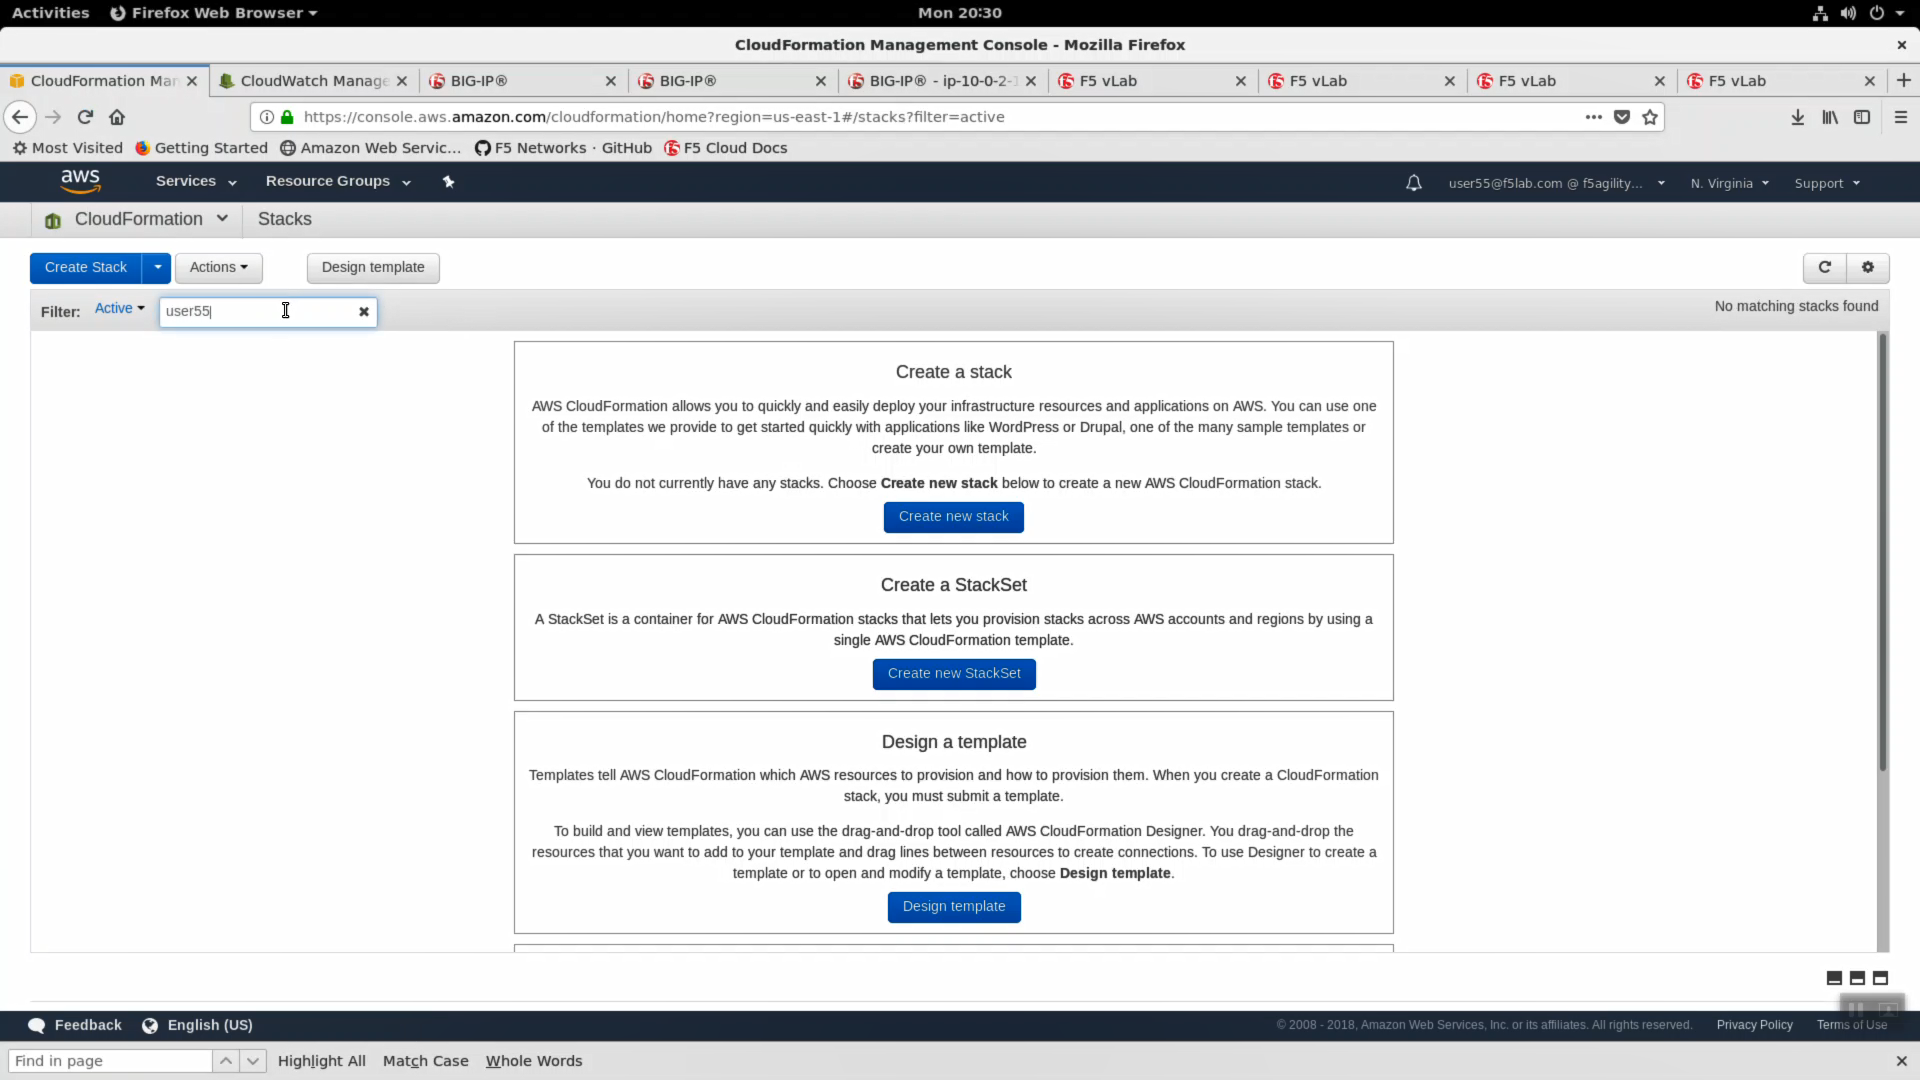 Activities Firefox Web Browser Mon 20:30
CloudFormation Management Console - Mozilla Firefox
CloudFormation Man CloudWatch Manage BIG-IP® BIG-IP® BIG-IP® - ip-10-0-2-1 F5 vLab F5 vLab F5 vLab F5 vLab
https://console.aws.amazon.com/cloudformation/home?region=us-east-1#/stacks?filter=active
Most Visited Getting Started Amazon Web Servic... F5 Networks · GitHub F5 Cloud Docs
aws Services Resource Groups user55@f5lab.com @ f5agility... N. Virginia Support
CloudFormation Stacks
Create Stack Actions Design template
Filter: Active user55 No matching stacks found
Create a stack
AWS CloudFormation allows you to quickly and easily deploy your infrastructure resources and applications on AWS. You can use one
of the templates we provide to get started quickly with applications like WordPress or Drupal, one of the many sample templates or
create your own template.
You do not currently have any stacks. Choose Create new stack below to create a new AWS CloudFormation stack.
Create new stack
Create a StackSet
A StackSet is a container for AWS CloudFormation stacks that lets you provision stacks across AWS accounts and regions by using a
single AWS CloudFormation template.
Create new StackSet
Design a template
Templates tell AWS CloudFormation which AWS resources to provision and how to provision them. When you create a CloudFormation
stack, you must submit a template.
To build and view templates, you can use the drag-and-drop tool called AWS CloudFormation Designer. You drag-and-drop the
resources that you want to add to your template and drag lines between resources to create connections. To use Designer to create a
template or to open and modify a template, choose Design template.
Design template
Feedback English (US) © 2008 - 2018, Amazon Web Services, Inc. or its affiliates. All rights reserved. Privacy Policy Terms of Use
Find in page Highlight All Match Case Whole Words